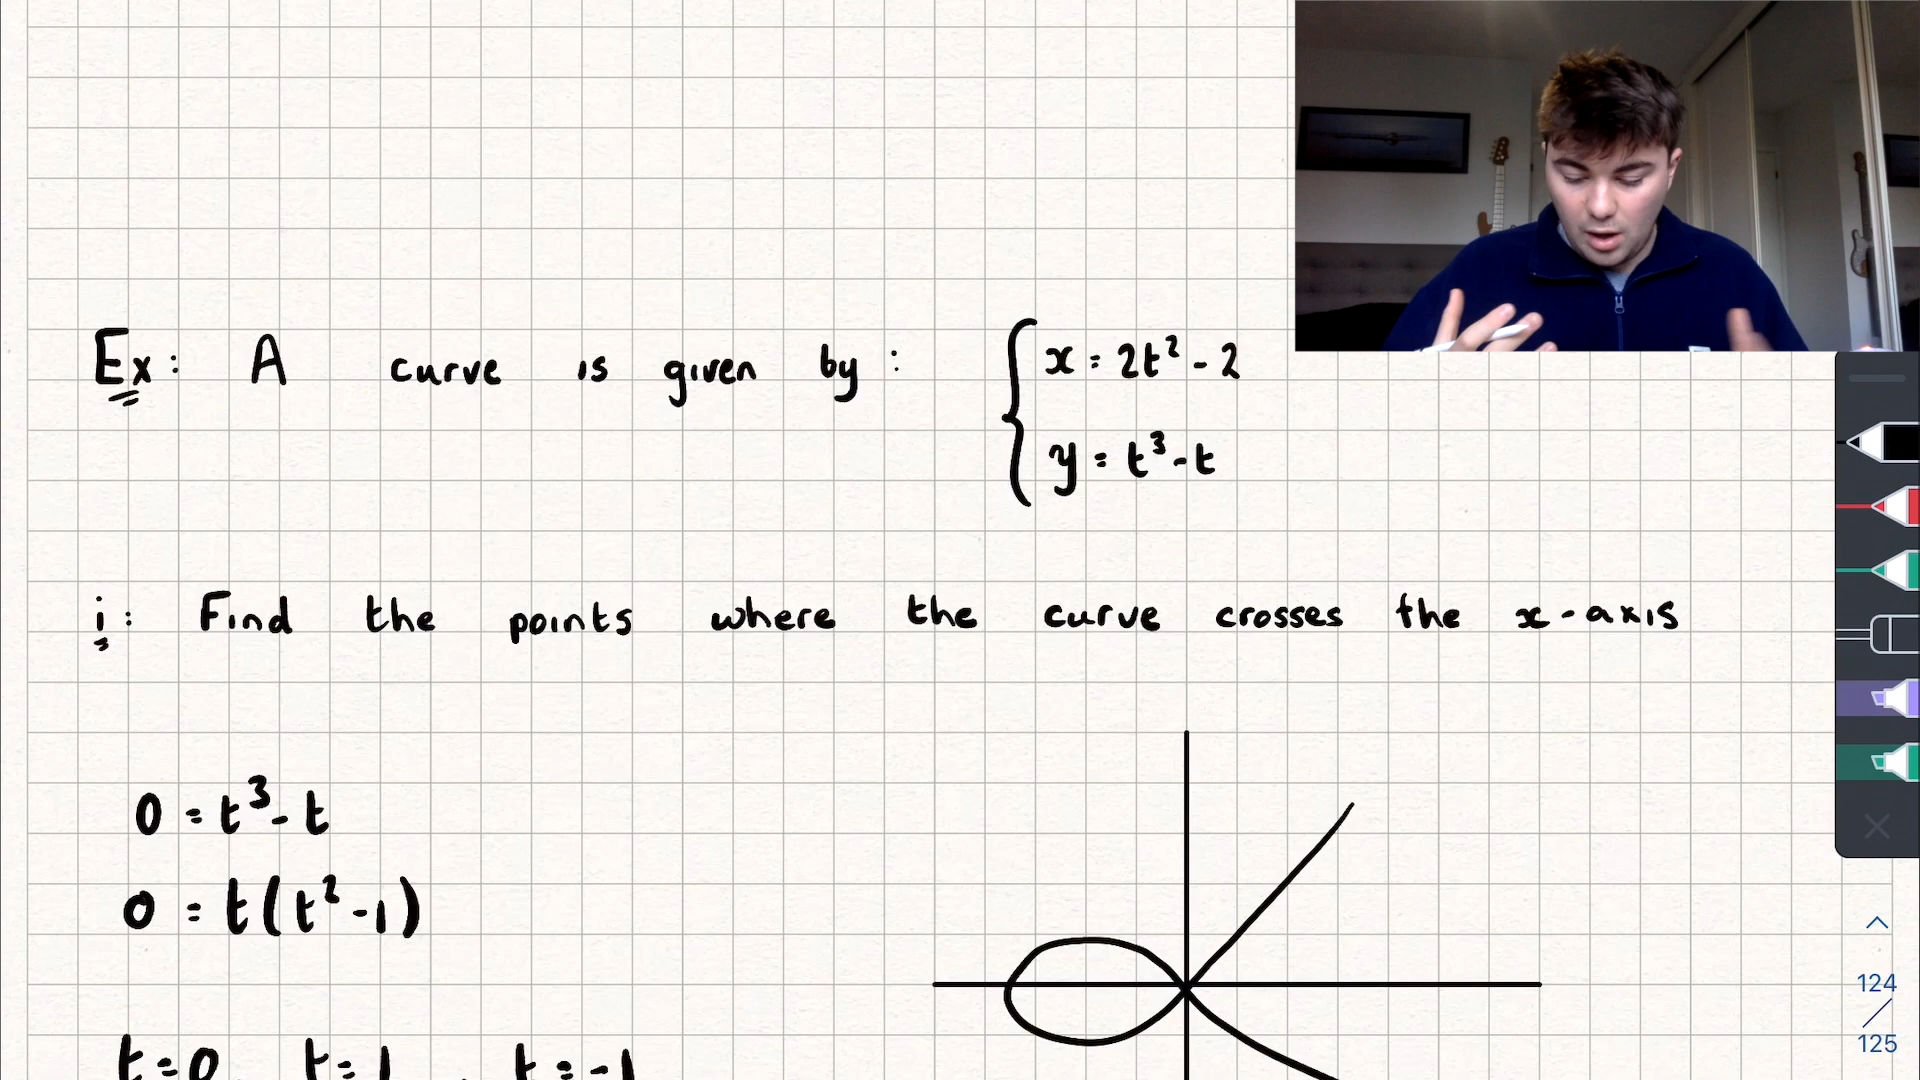 Ex: A curve is given by: { x = 2t² - 2
y = t³ - t
i: Find the points where the curve crosses the x-axis
0 = t³ - t
0 = t(t² - 1)
t = 0, t = 1, t = -1
124
/
125